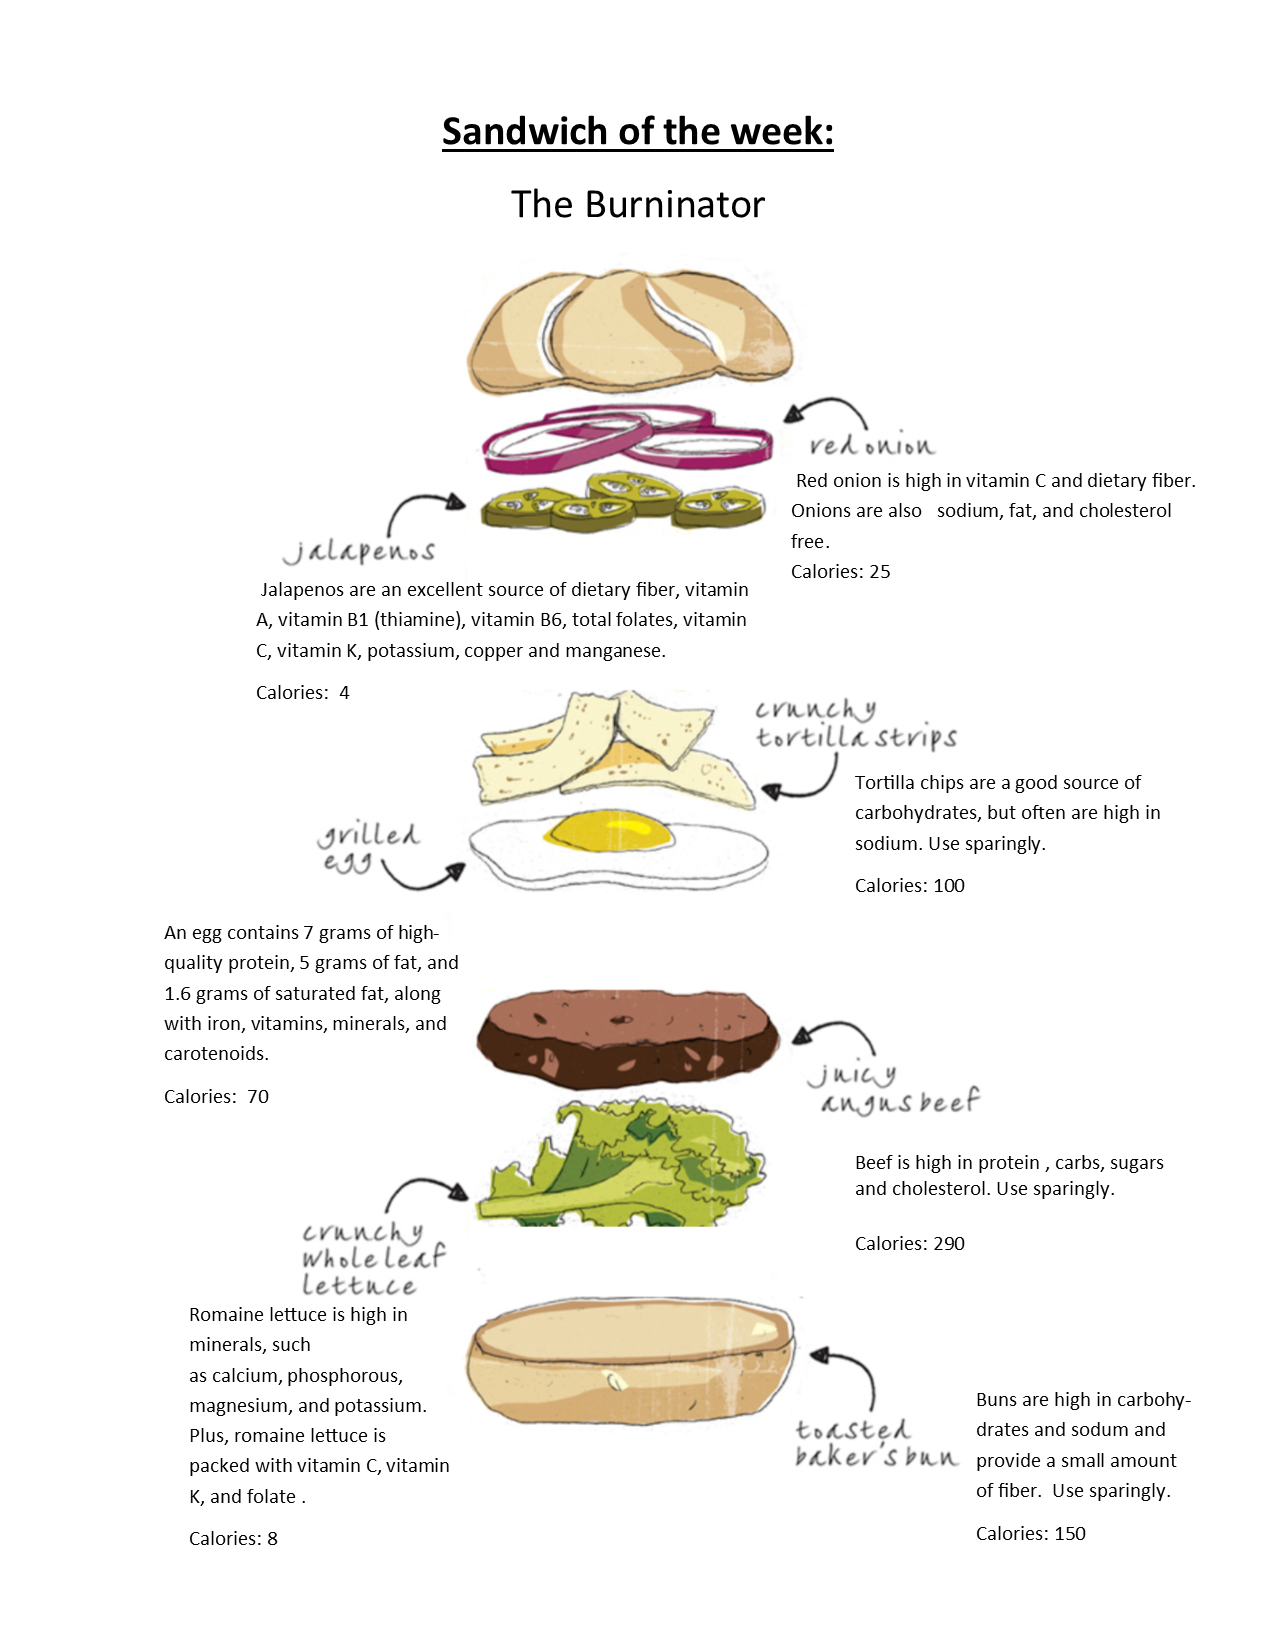 Sandwich of the week:
The Burninator
red onion
Red onion is high in vitamin C and dietary fiber.
Onions are also sodium, fat, and cholesterol
free.
Calories: 25
jalapenos
Jalapenos are an excellent source of dietary fiber, vitamin
A, vitamin B1 (thiamine), vitamin B6, total folates, vitamin
C, vitamin K, potassium, copper and manganese.
Calories: 4
crunchy
tortilla strips
Tortilla chips are a good source of
carbohydrates, but often are high in
sodium. Use sparingly.
Calories: 100
grilled
egg
An egg contains 7 grams of high-
quality protein, 5 grams of fat, and
1.6 grams of saturated fat, along
with iron, vitamins, minerals, and
carotenoids.
Calories: 70
juicy
angus beef
Beef is high in protein , carbs, sugars
and cholesterol. Use sparingly.
Calories: 290
crunchy
whole leaf
lettuce
Romaine lettuce is high in
minerals, such
as calcium, phosphorous,
magnesium, and potassium.
Plus, romaine lettuce is
packed with vitamin C, vitamin
K, and folate .
Calories: 8
toasted
baker's bun
Buns are high in carbohy-
drates and sodum and
provide a small amount
of fiber. Use sparingly.
Calories: 150